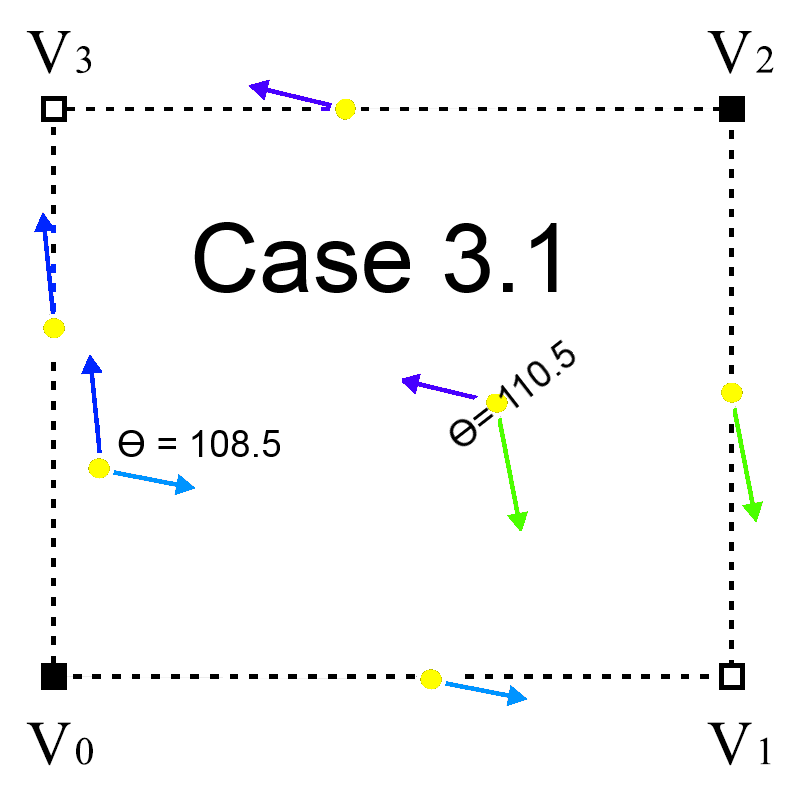 V3
V2
Case 3.1
Ө = 110.5
Ө = 108.5
V0
V1